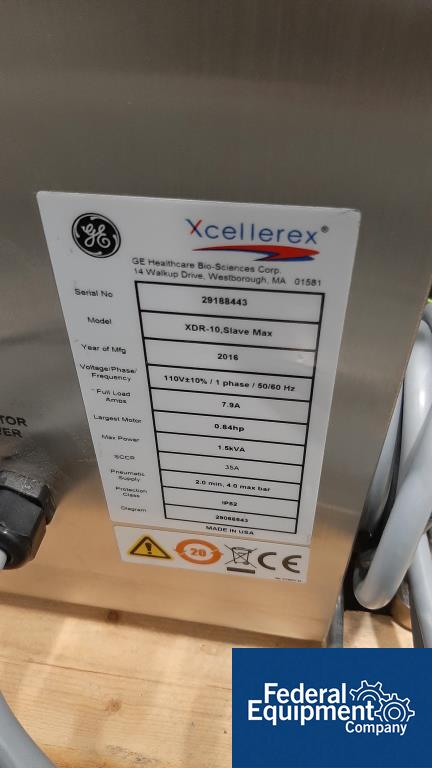 GE
Xcellerex®
GE Healthcare Bio-Sciences Corp.
14 Walkup Drive, Westborough, MA 01581
Serial No 29188443
Model XDR-10,Slave Max
Year of Mfg 2016
Voltage/Phase/ Frequency 110V±10% / 1 phase / 50/60 Hz
Full Load Amps 7.9A
Largest Motor 0.84hp
Max Power 1.5kVA
SCCR 35A
Pneumatic Supply 2.0 min, 4.0 max bar
Protection Class IP52
Diagram 29066643
MADE IN USA
20
CE
Federal
Equipment
Company